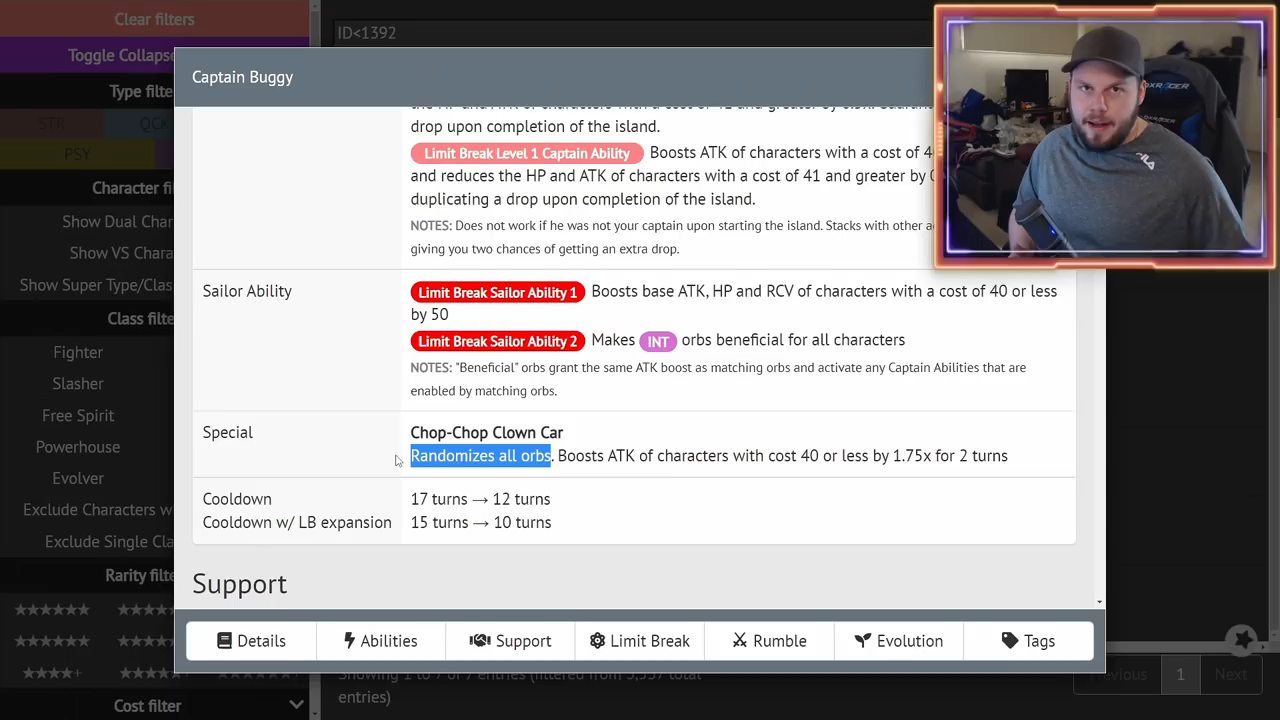 Clear filters
ID<1392
Toggle Collapse
Captain Buggy
Type filte
STR
PSY
drop upon completion of the island.
Limit Break Level 1 Captain Ability Boosts ATK of characters with a cost of 4
and reduces the HP and ATK of characters with a cost of 41 and greater by
duplicating a drop upon completion of the island.
NOTES: Does not work if he was not your captain upon starting the island. Stacks with other a
giving you two chances of getting an extra drop.
Character fi
Show Dual Char
Show VS Charac
Show Super Type/Class
Class filte
Fighter
Slasher
Free Spirit
Powerhouse
Evolver
Exclude Characters w
Exclude Single Cla
Rarity filte
Cost filter
Sailor Ability
Limit Break Sailor Ability 1 Boosts base ATK, HP and RCV of characters with a cost of 40 or less
by 50
Limit Break Sailor Ability 2 Makes INT orbs beneficial for all characters
NOTES: "Beneficial" orbs grant the same ATK boost as matching orbs and activate any Captain Abilities that are
enabled by matching orbs.
Special
Chop-Chop Clown Car
Randomizes all orbs. Boosts ATK of characters with cost 40 or less by 1.75x for 2 turns
Cooldown 17 turns → 12 turns
Cooldown w/ LB expansion 15 turns → 10 turns
Support
Details Abilities Support Limit Break Rumble Evolution Tags
entries)
1
Next
FILA